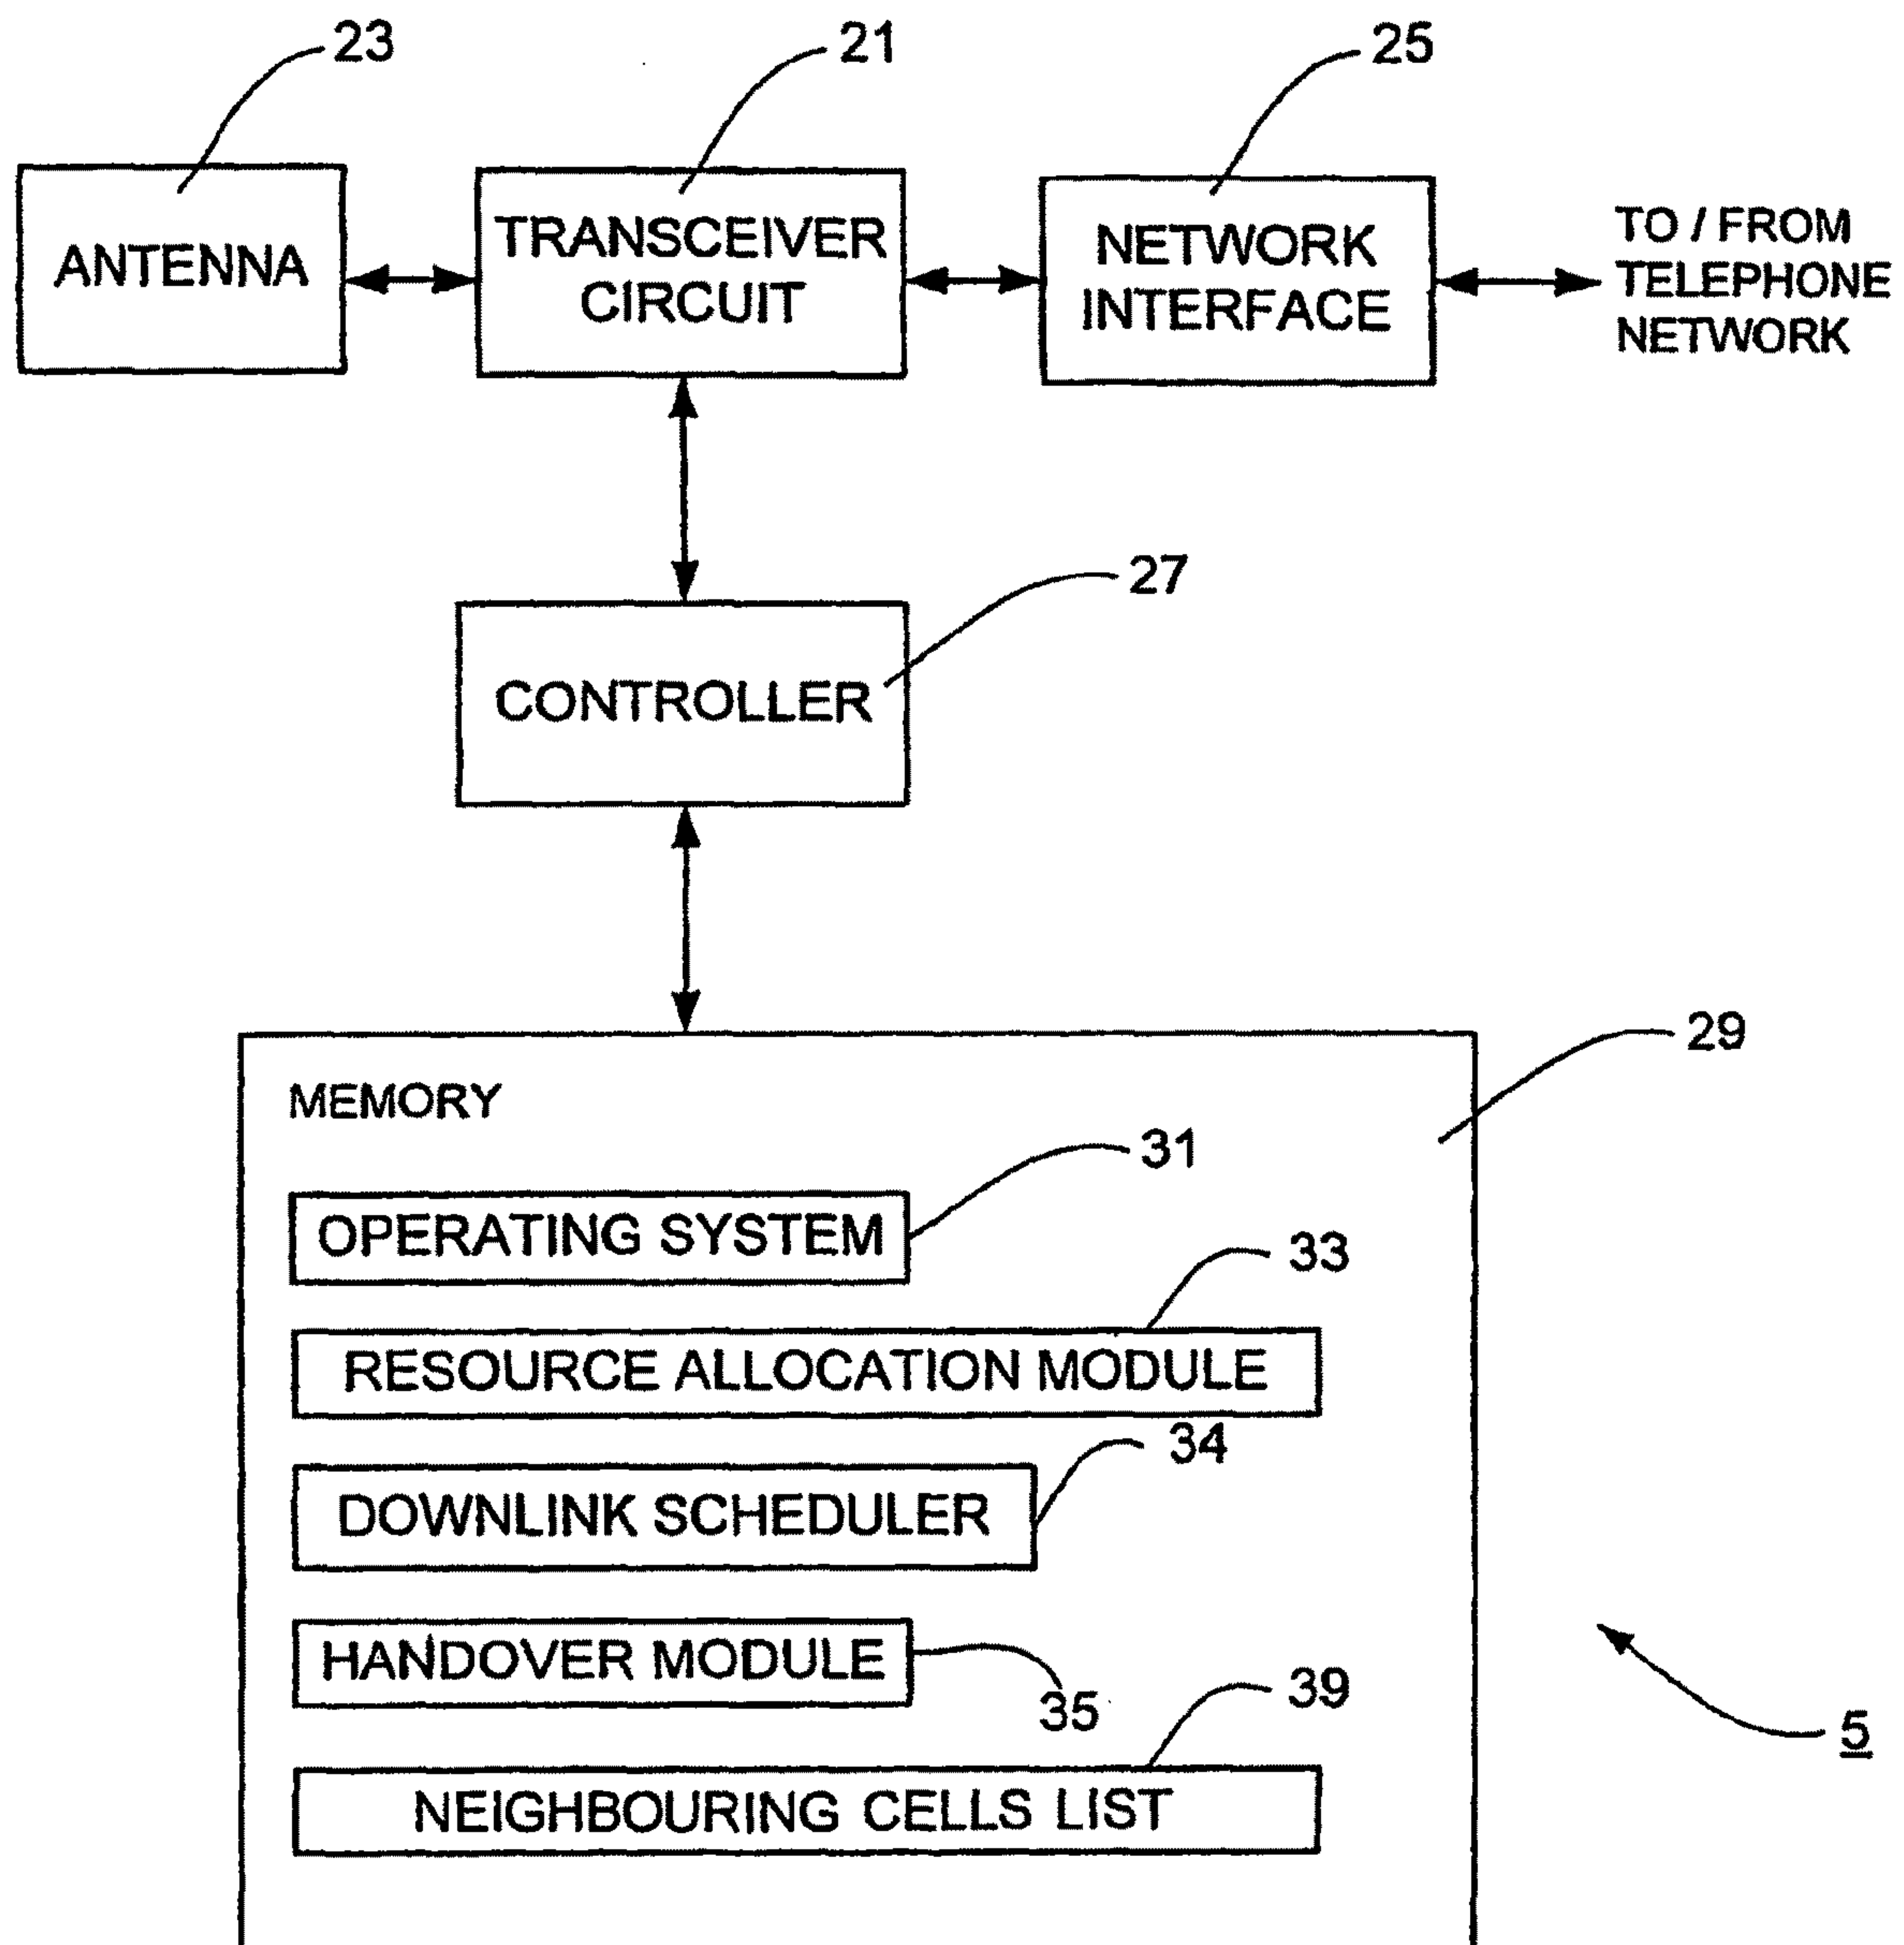 23
21
25
ANTENNA
TRANSCEIVER
CIRCUIT
NETWORK
INTERFACE
TO / FROM
TELEPHONE
NETWORK
27
CONTROLLER
29
MEMORY
31
OPERATING SYSTEM
33
RESOURCE ALLOCATION MODULE
34
DOWNLINK SCHEDULER
HANDOVER MODULE
35
39
5
NEIGHBOURING CELLS LIST